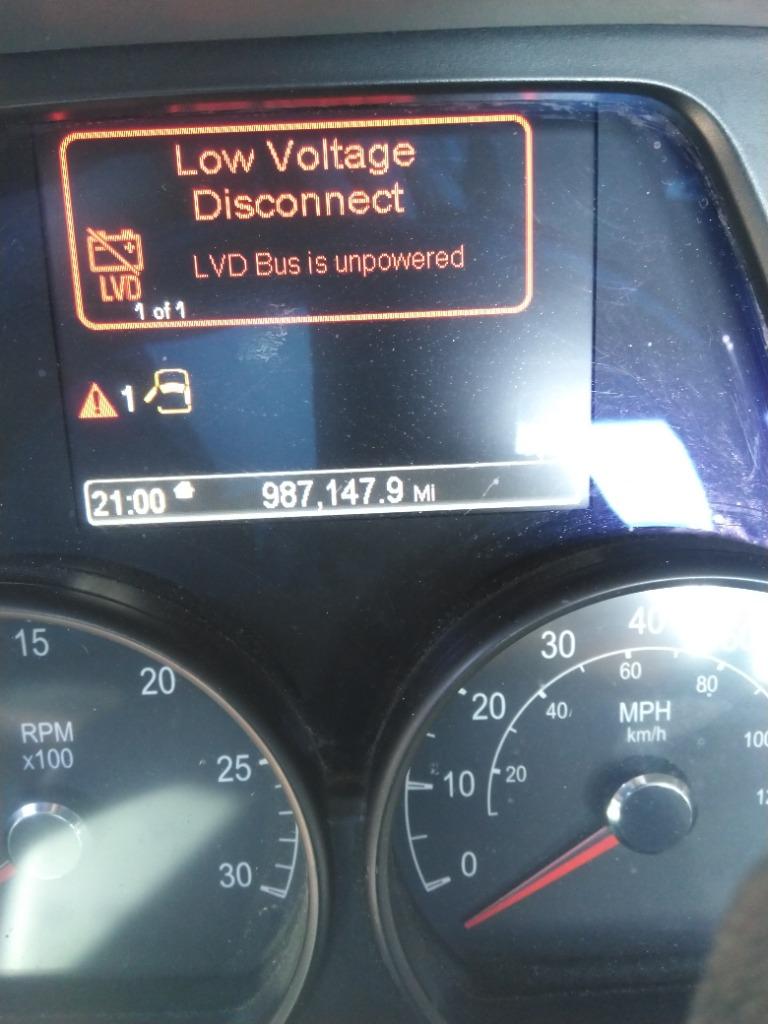 Low Voltage
Disconnect
LVD Bus is unpowered
LVD
1 of 1
1
21:00 987,147.9 Mi
15
20
25
30
RPM
x100
0
10
20
30
40
MPH
km/h
20
40
60
80
100